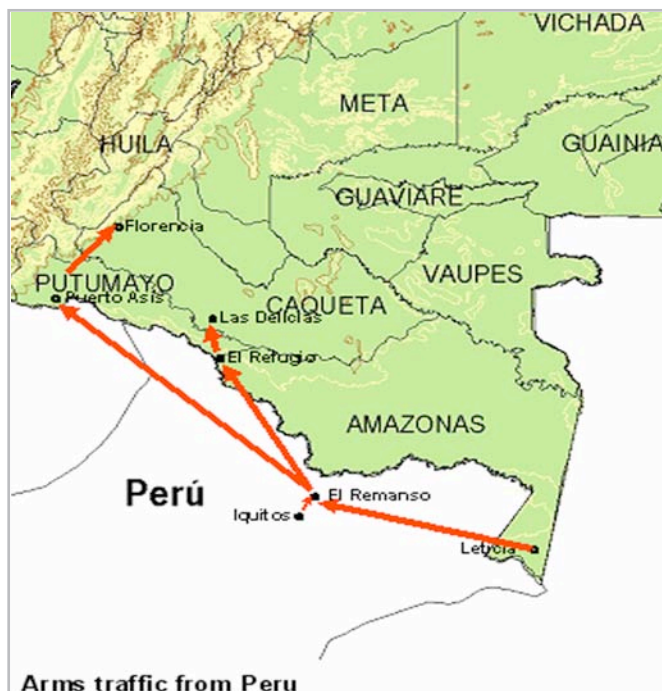 VICHADA
META
GUAINIA
HUILA
GUAVIARE
Florencia
VAUPES
PUTUMAYO
CAQUETA
Puerto Asis
Las Delicias
El Refugio
AMAZONAS
Perú
El Remanso
Iquitos
Leticia
Arms traffic from Peru